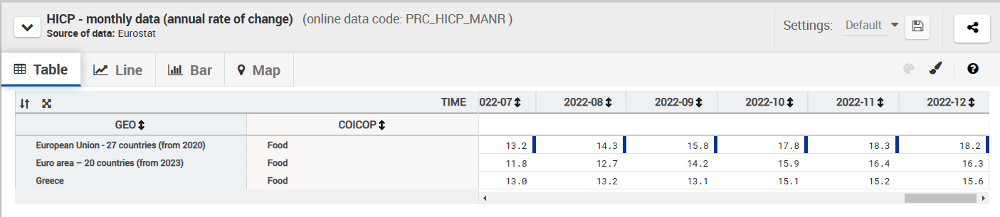 HICP - monthly data (annual rate of change) (online data code: PRC_HICP_MANR )
Source of data: Eurostat
Settings: Default
Table Line Bar Map
TIME 022-07 2022-08 2022-09 2022-10 2022-11 2022-12
GEO COICOP
European Union - 27 countries (from 2020) Food 13.2 14.3 15.8 17.8 18.3 18.2
Euro area – 20 countries (from 2023) Food 11.8 12.7 14.2 15.9 16.4 16.3
Greece Food 13.0 13.2 13.1 15.1 15.2 15.6